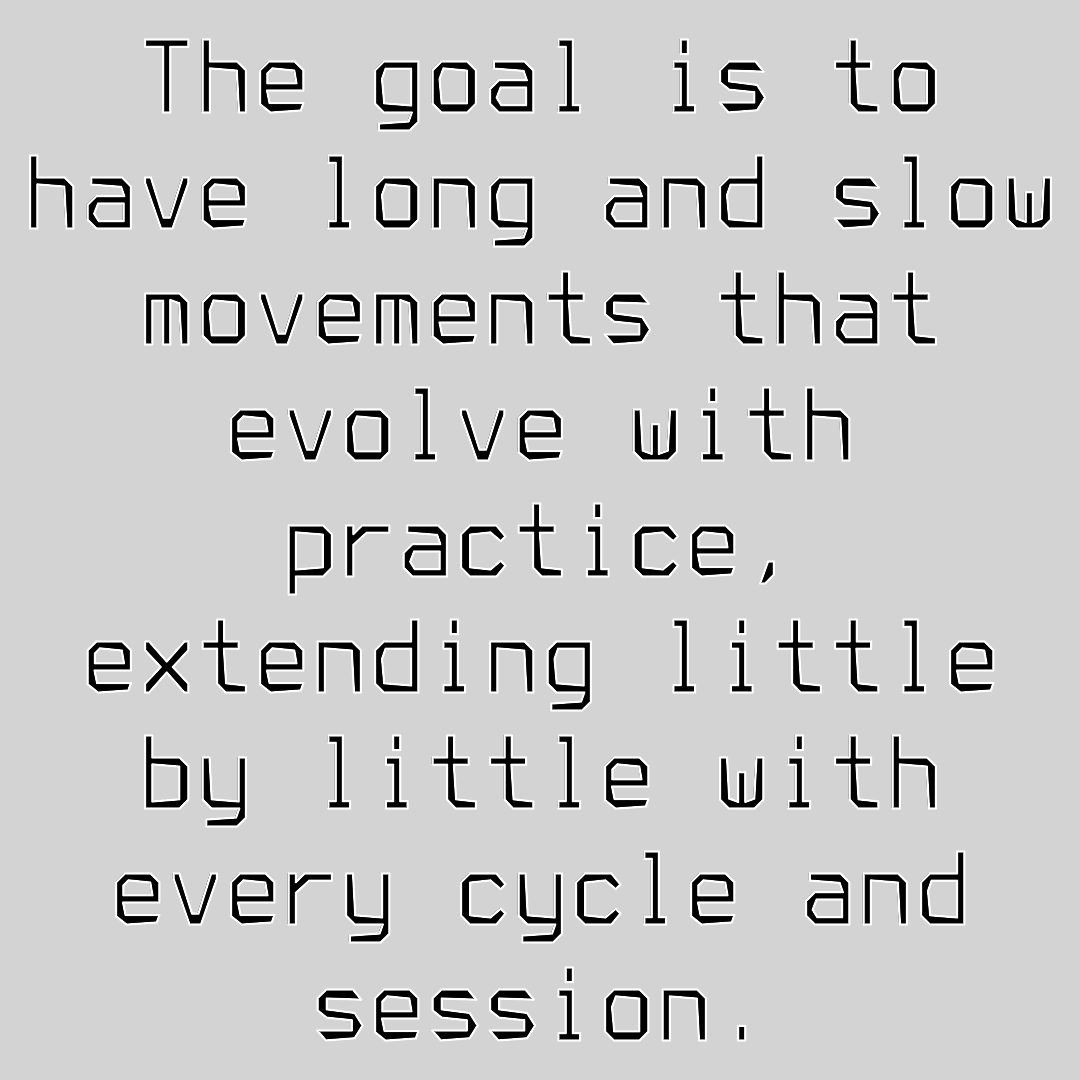 The goal is to
have long and slow
movements that
evolve with
practice,
extending little
by little with
every cycle and
session.